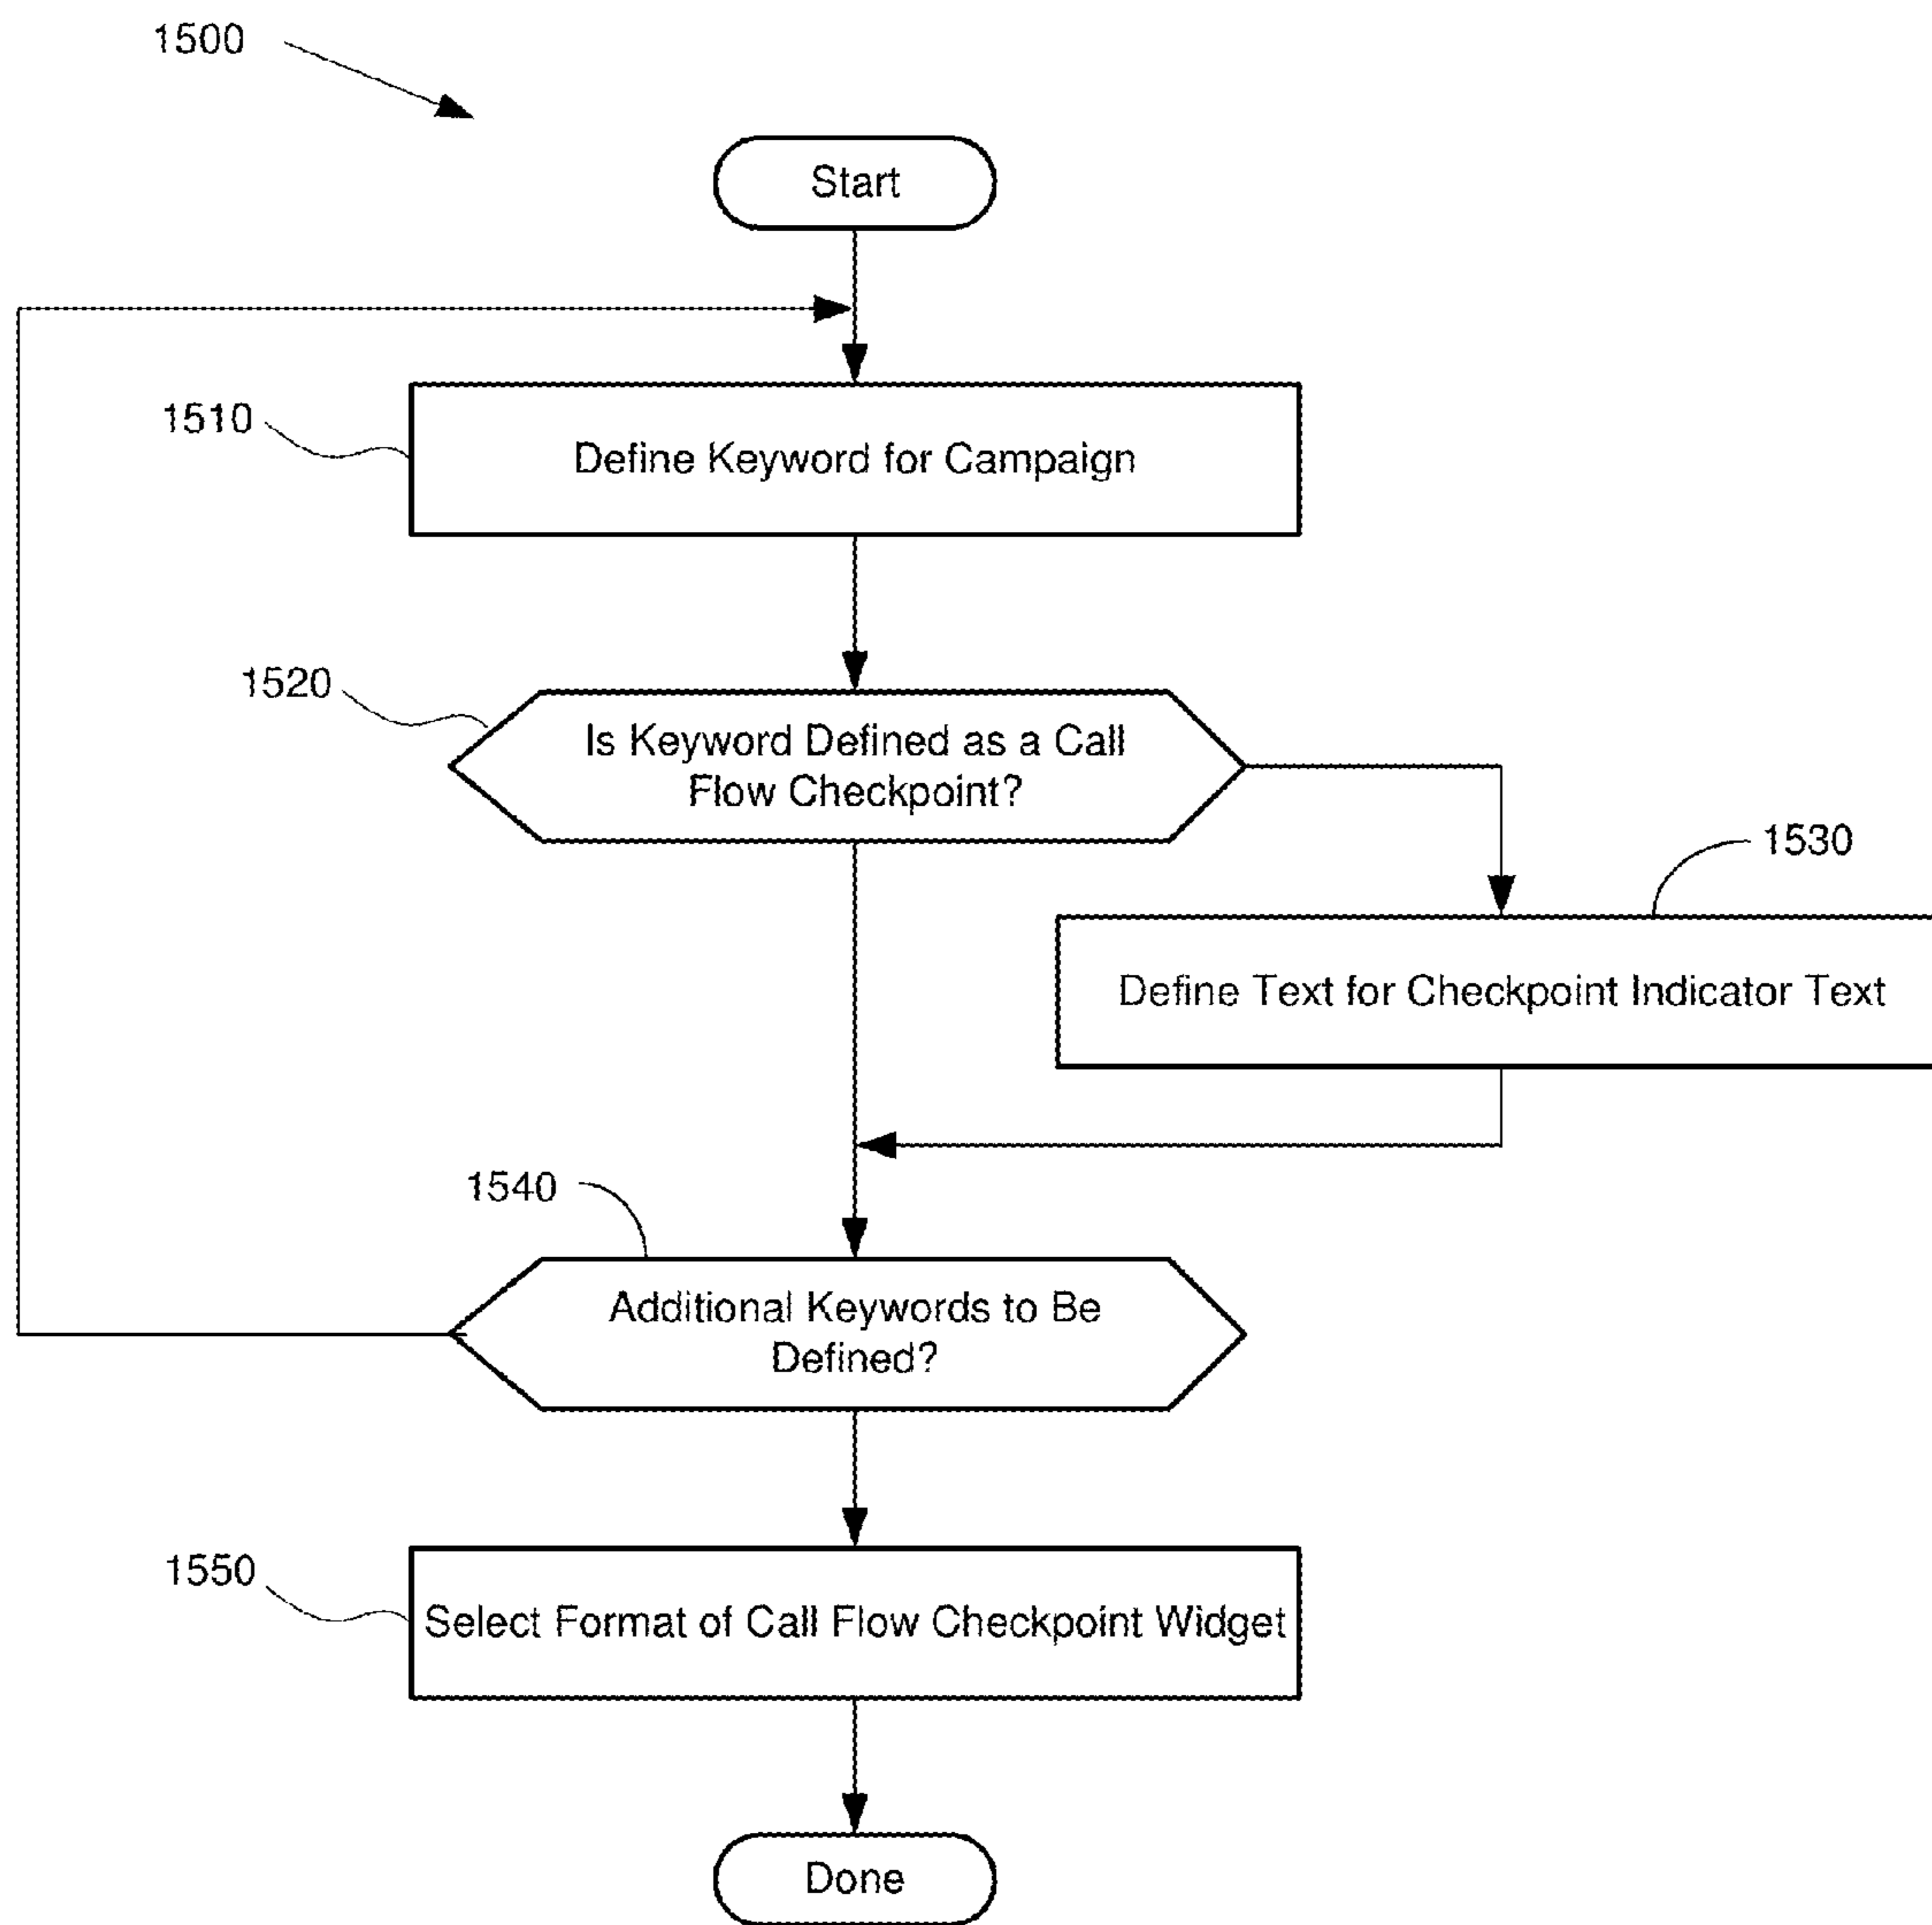 1500
Start
1510
Define Keyword for Campaign
1520
Is Keyword Defined as a Call
Flow Checkpoint?
1530
Define Text for Checkpoint Indicator Text
1540
Additional Keywords to Be
Defined?
1550
Select Format of Call Flow Checkpoint Widget
Done